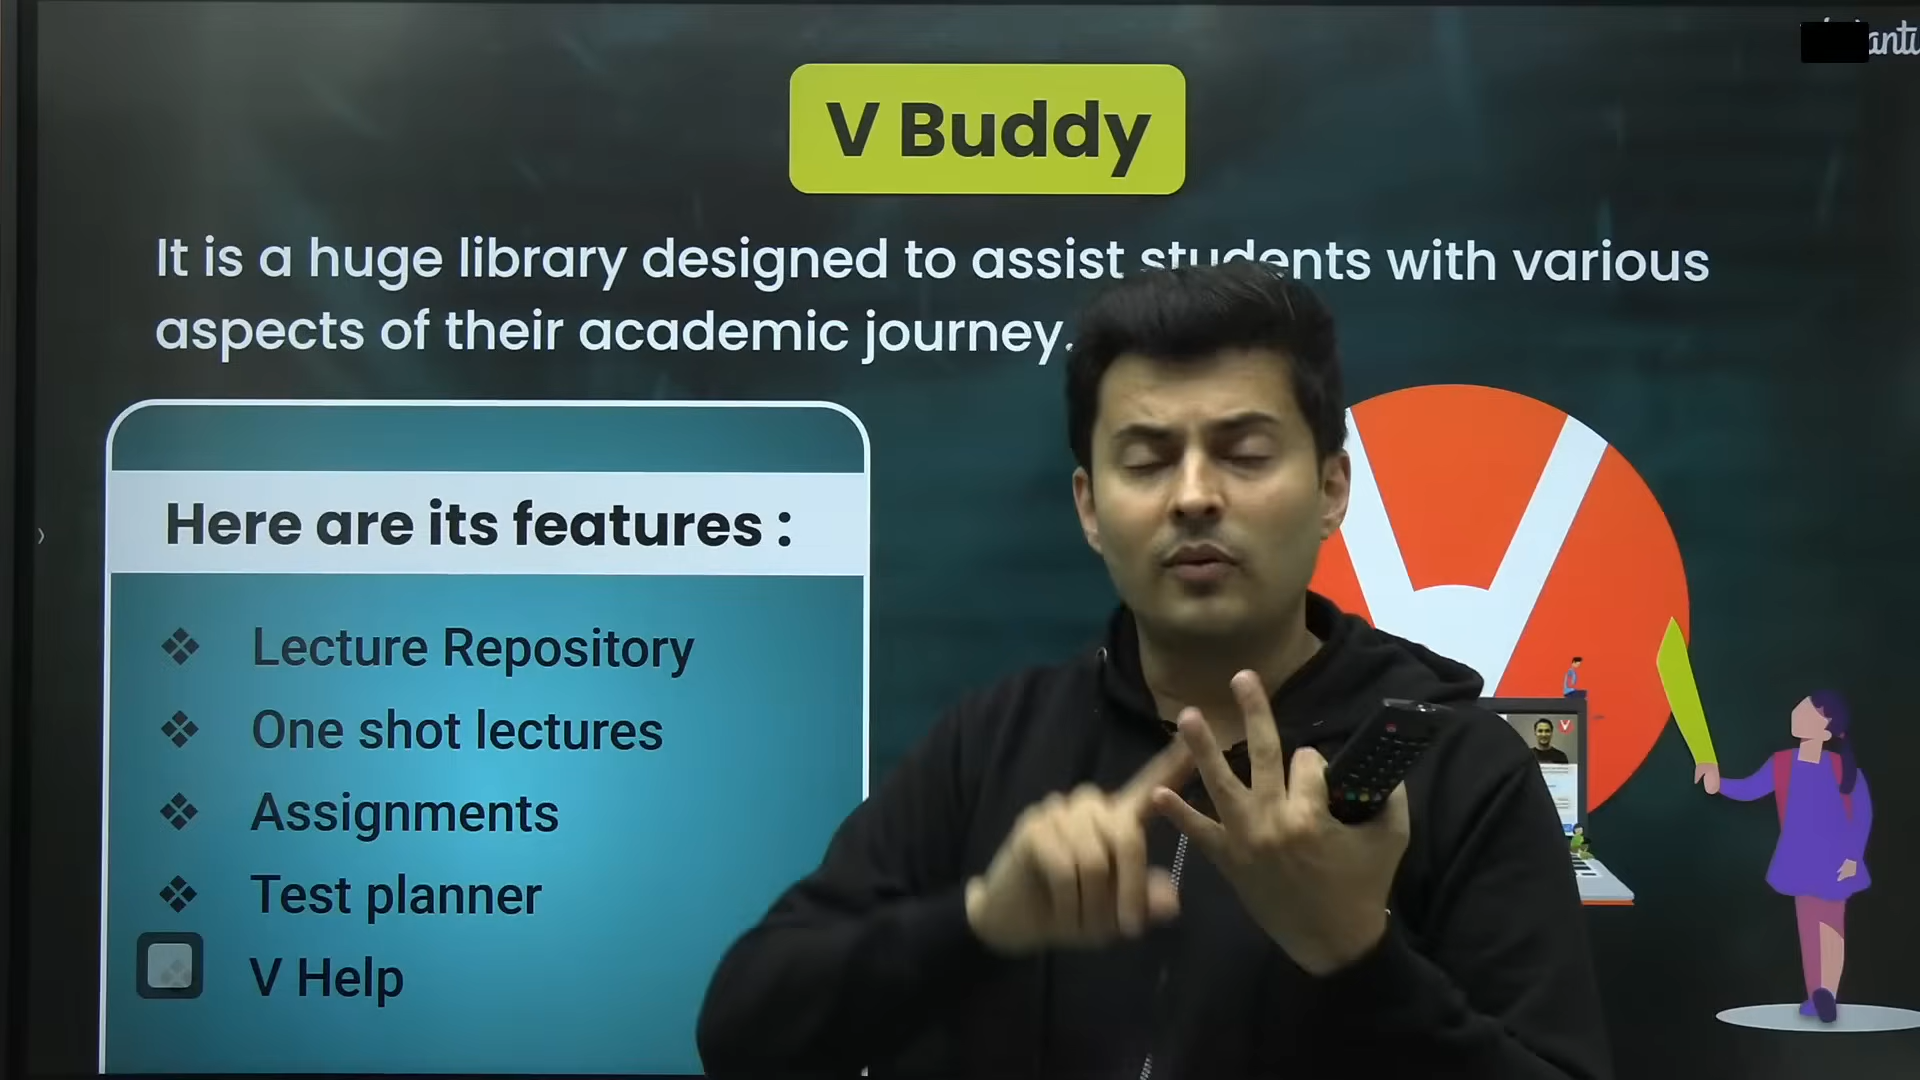 V Buddy
It is a huge library designed to assist students with various
aspects of their academic journey.
Here are its features :
❖ Lecture Repository
❖ One shot lectures
❖ Assignments
❖ Test planner
❖ V Help